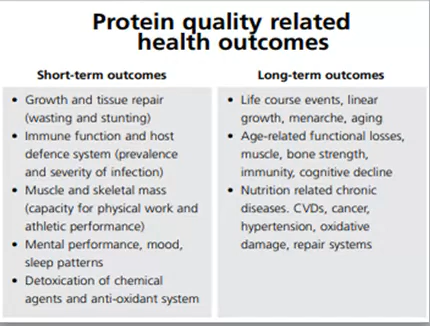 Protein quality related
health outcomes
Short-term outcomes
• Growth and tissue repair
(wasting and stunting)
• Immune function and host
defence system (prevalence
and severity of infection)
• Muscle and skeletal mass
(capacity for physical work and
athletic performance)
• Mental performance, mood,
sleep patterns
• Detoxication of chemical
agents and anti-oxidant system
Long-term outcomes
• Life course events, linear
growth, menarche, aging
• Age-related functional losses,
muscle, bone strength,
immunity, cognitive decline
• Nutrition related chronic
diseases. CVDs, cancer,
hypertension, oxidative
damage, repair systems